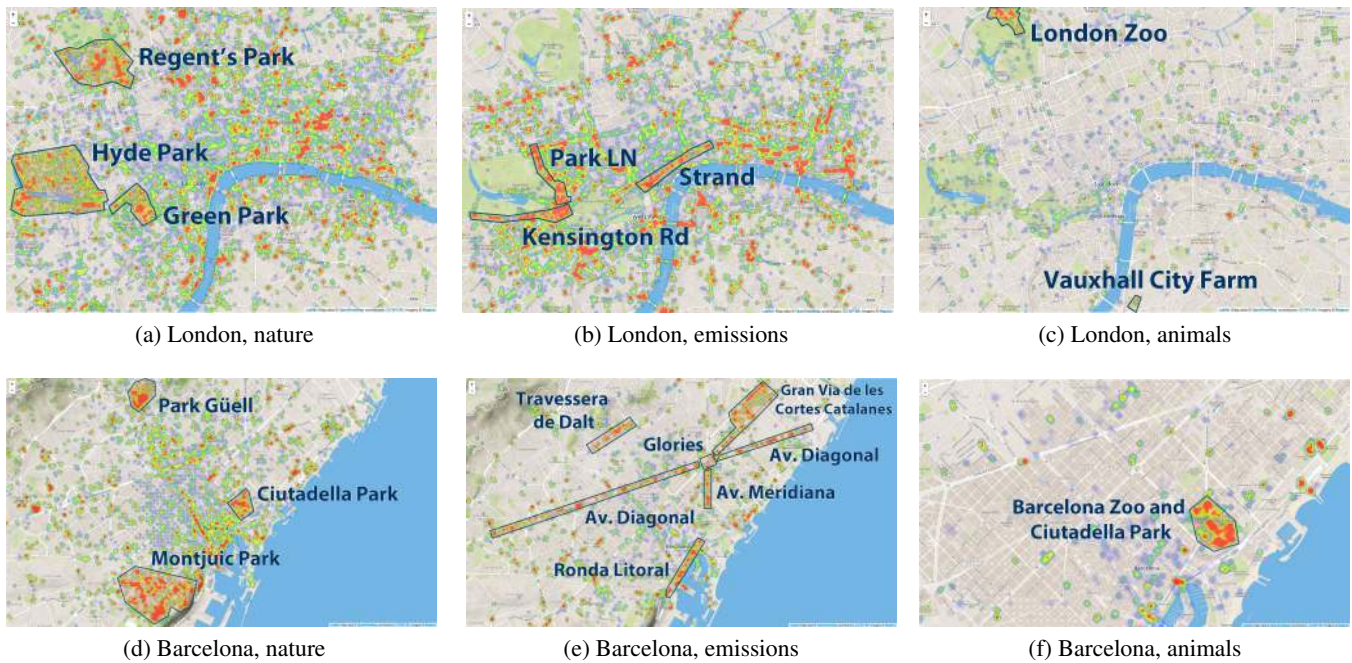 Regent's Park
Hyde Park
Green Park
(a) London, nature
Park LN
Strand
Kensington Rd
(b) London, emissions
London Zoo
Vauxhall City Farm
(c) London, animals
Park Güell
Ciutadella Park
Montjuic Park
(d) Barcelona, nature
Travessera
de Dalt
Gran Via de les
Cortes Catalanes
Glories
Av. Diagonal
Av. Meridiana
Av. Diagonal
Ronda Litoral
(e) Barcelona, emissions
Barcelona Zoo and
Ciutadella Park
(f) Barcelona, animals